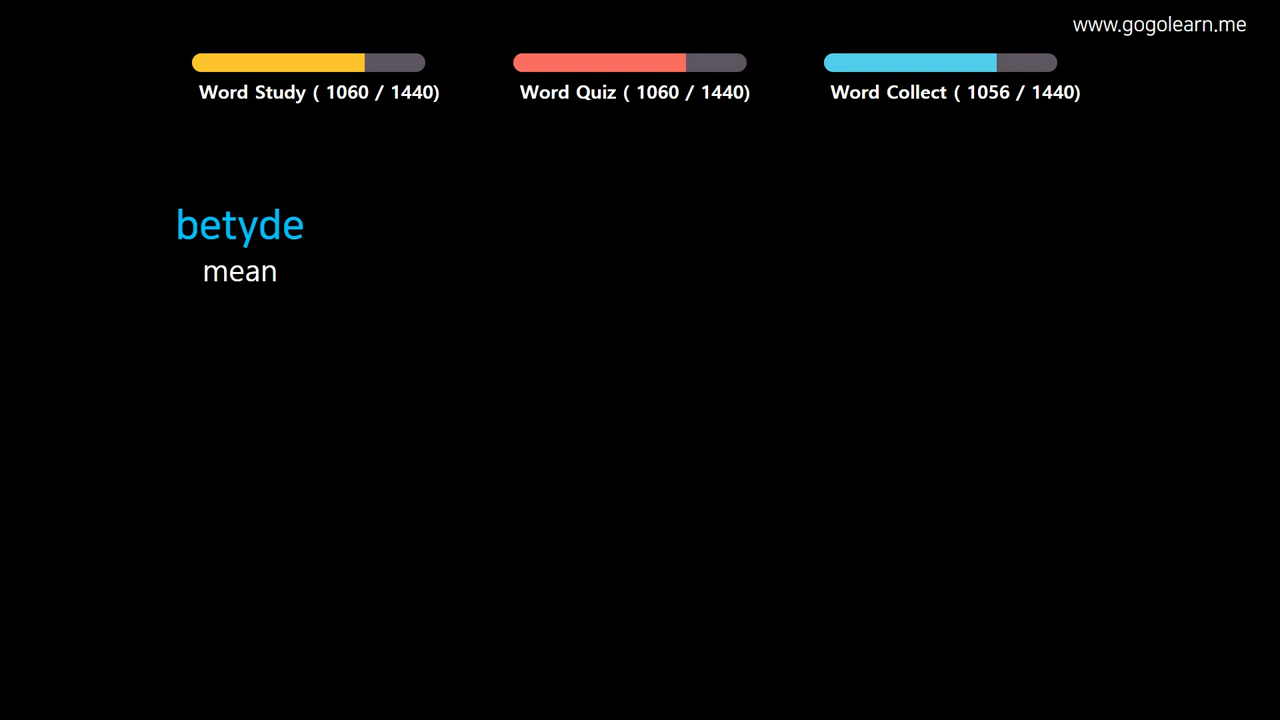 www.gogolearn.me
Word Study ( 1060 / 1440)
Word Quiz ( 1060 / 1440)
Word Collect ( 1056 / 1440)
betyde
mean